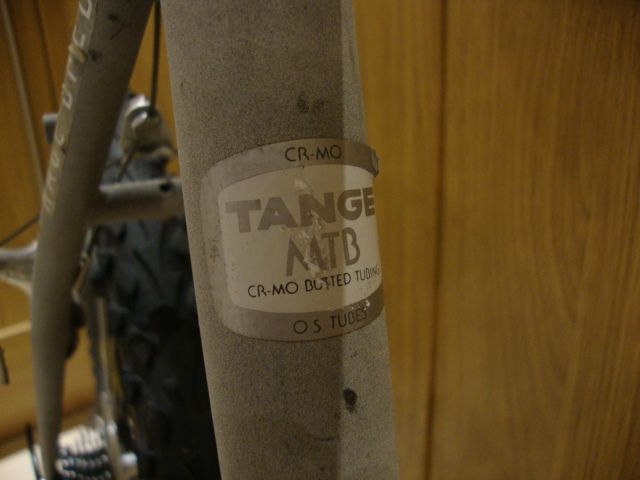 CR-MO
TANGE
MTB
CR-MO BUTTED TUBING
O S TUBES